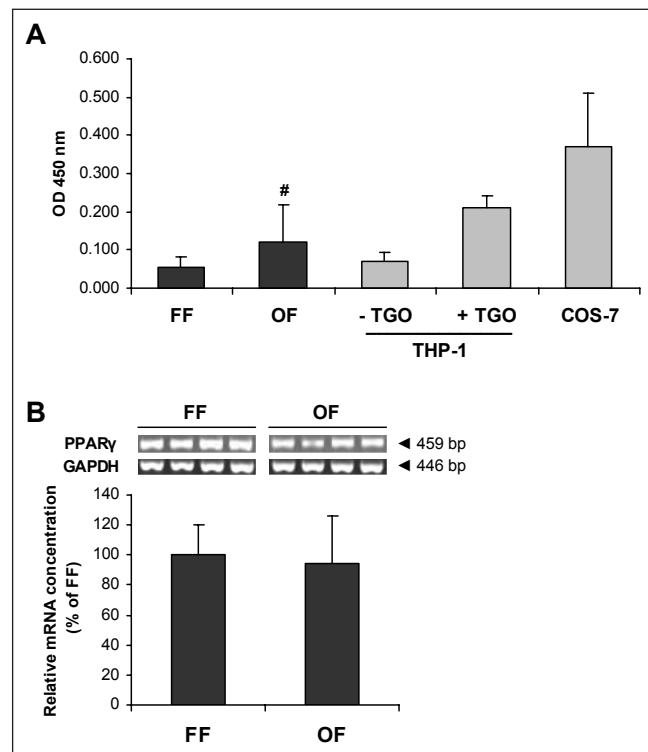 A
OD 450 nm
0.600
0.500
0.400
0.300
0.200
0.100
0.000
#
FF OF - TGO + TGO COS-7
THP-1
B
FF OF
PPARγ ◄ 459 bp
GAPDH ◄ 446 bp
Relative mRNA concentration
(% of FF)
140
120
100
80
60
40
20
0
FF OF